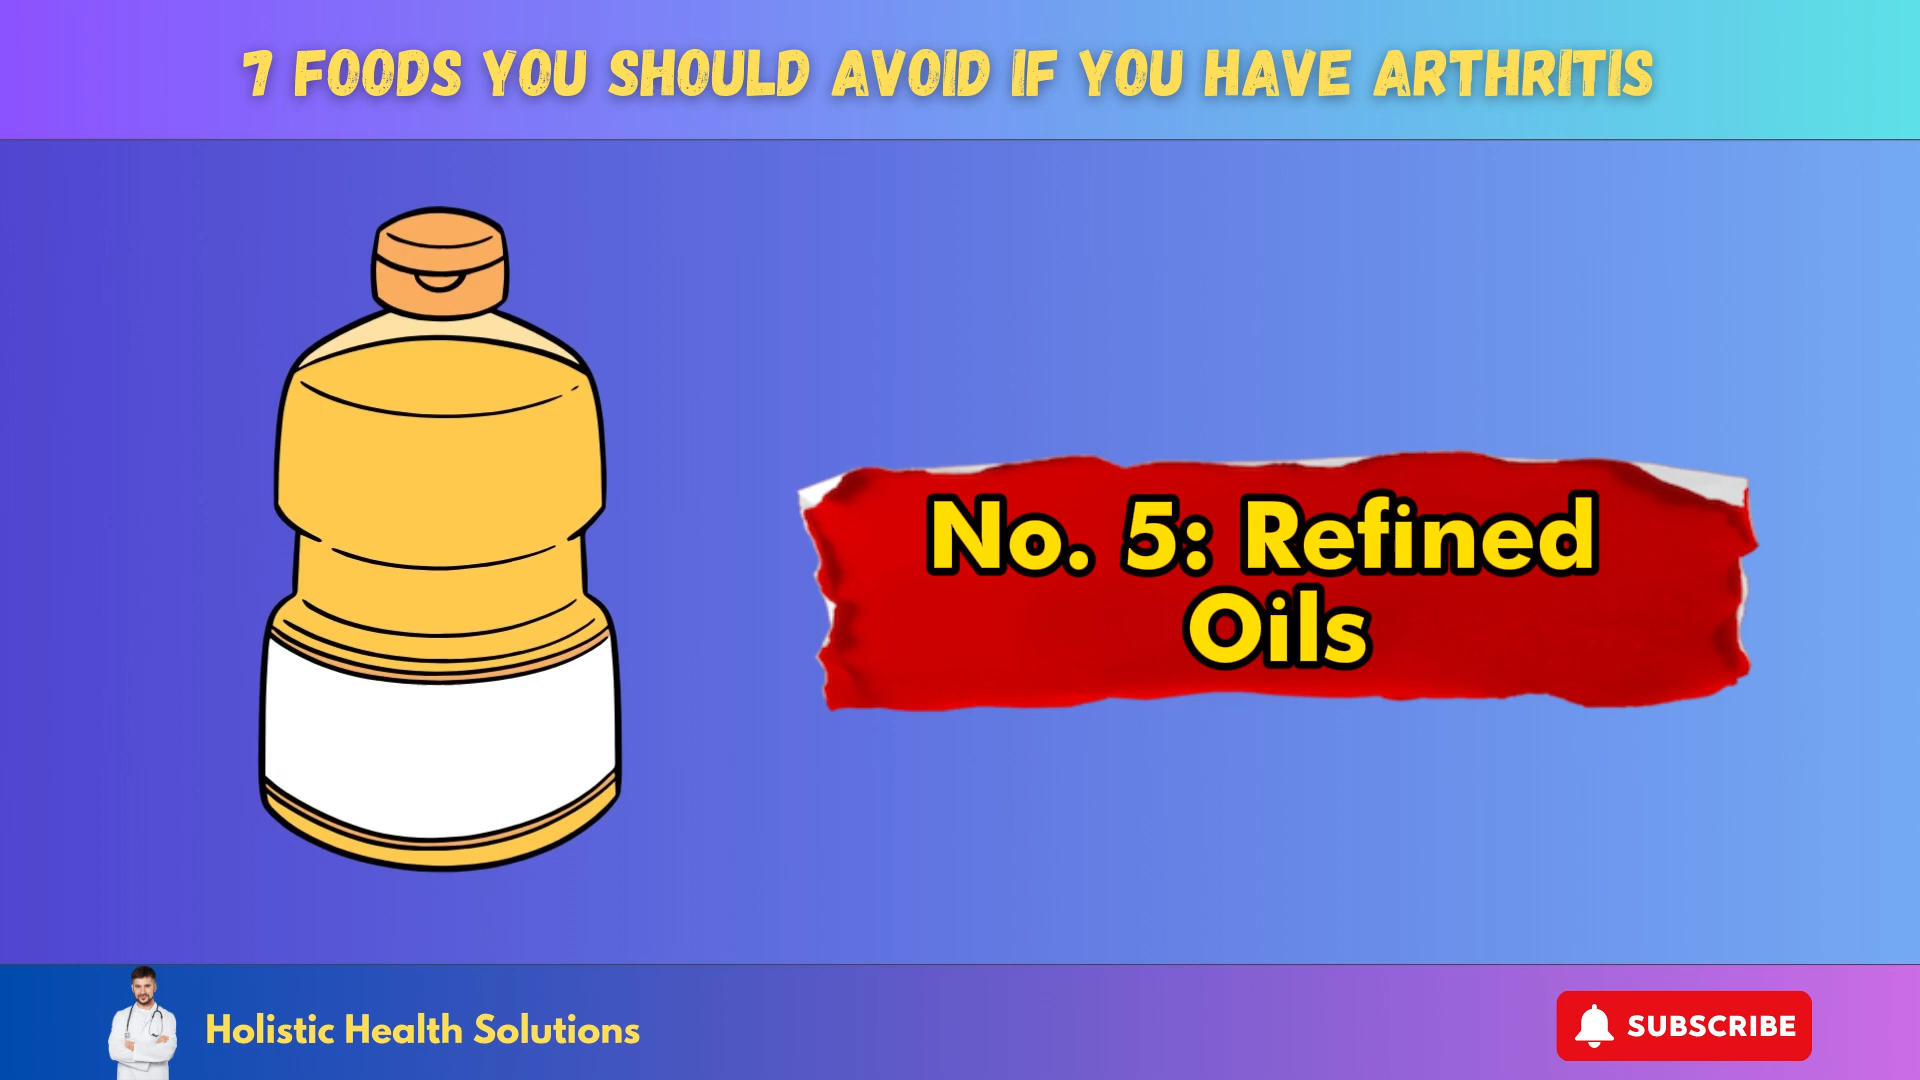 7 FOODS YOU SHOULD AVOID IF YOU HAVE ARTHRITIS
No. 5: Refined
Oils
Holistic Health Solutions
SUBSCRIBE